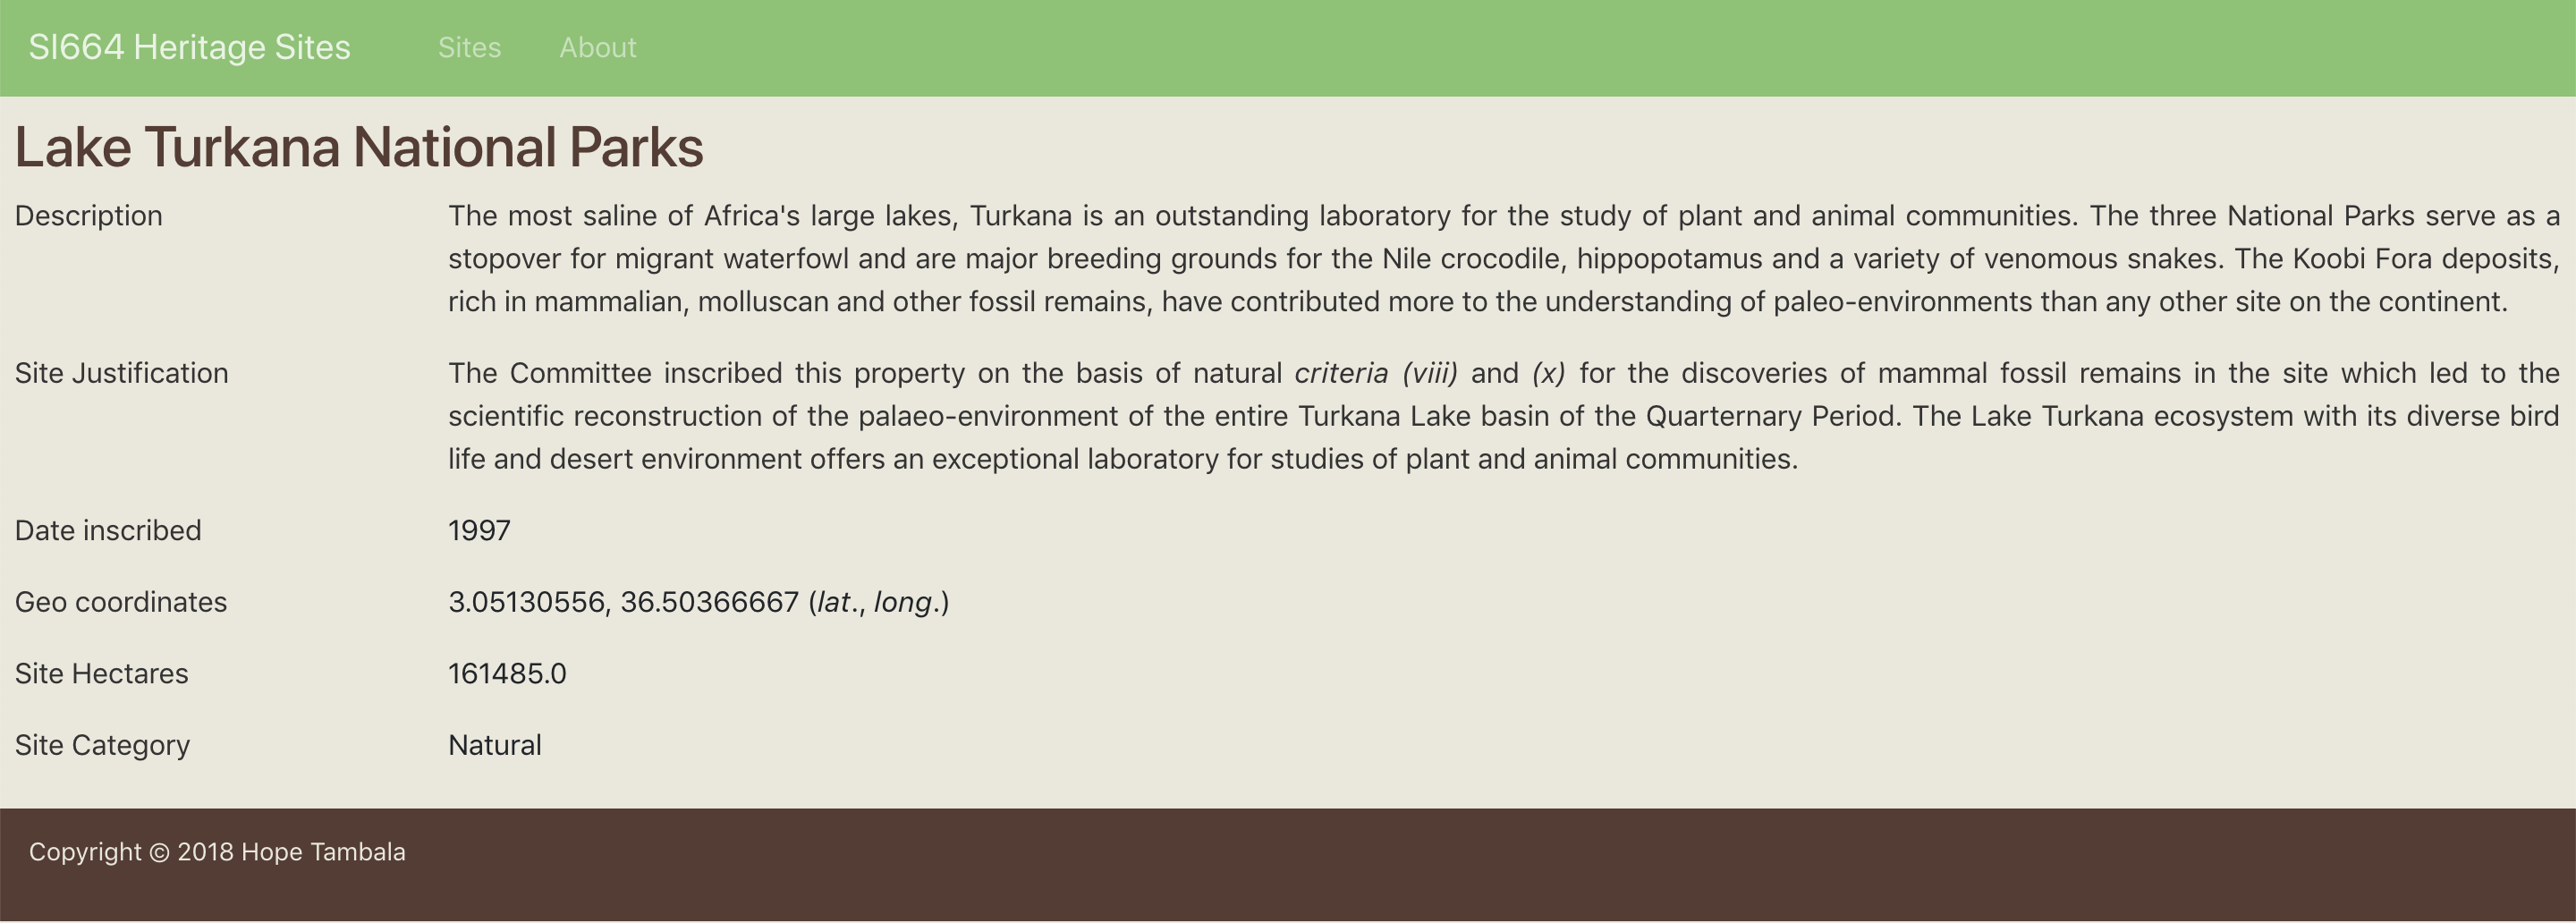 SI664 Heritage Sites Sites About
Lake Turkana National Parks
Description The most saline of Africa's large lakes, Turkana is an outstanding laboratory for the study of plant and animal communities. The three National Parks serve as a
stopover for migrant waterfowl and are major breeding grounds for the Nile crocodile, hippopotamus and a variety of venomous snakes. The Koobi Fora deposits,
rich in mammalian, molluscan and other fossil remains, have contributed more to the understanding of paleo-environments than any other site on the continent.
Site Justification The Committee inscribed this property on the basis of natural criteria (viii) and (x) for the discoveries of mammal fossil remains in the site which led to the
scientific reconstruction of the palaeo-environment of the entire Turkana Lake basin of the Quarternary Period. The Lake Turkana ecosystem with its diverse bird
life and desert environment offers an exceptional laboratory for studies of plant and animal communities.
Date inscribed 1997
Geo coordinates 3.05130556, 36.50366667 (lat., long.)
Site Hectares 161485.0
Site Category Natural
Copyright © 2018 Hope Tambala